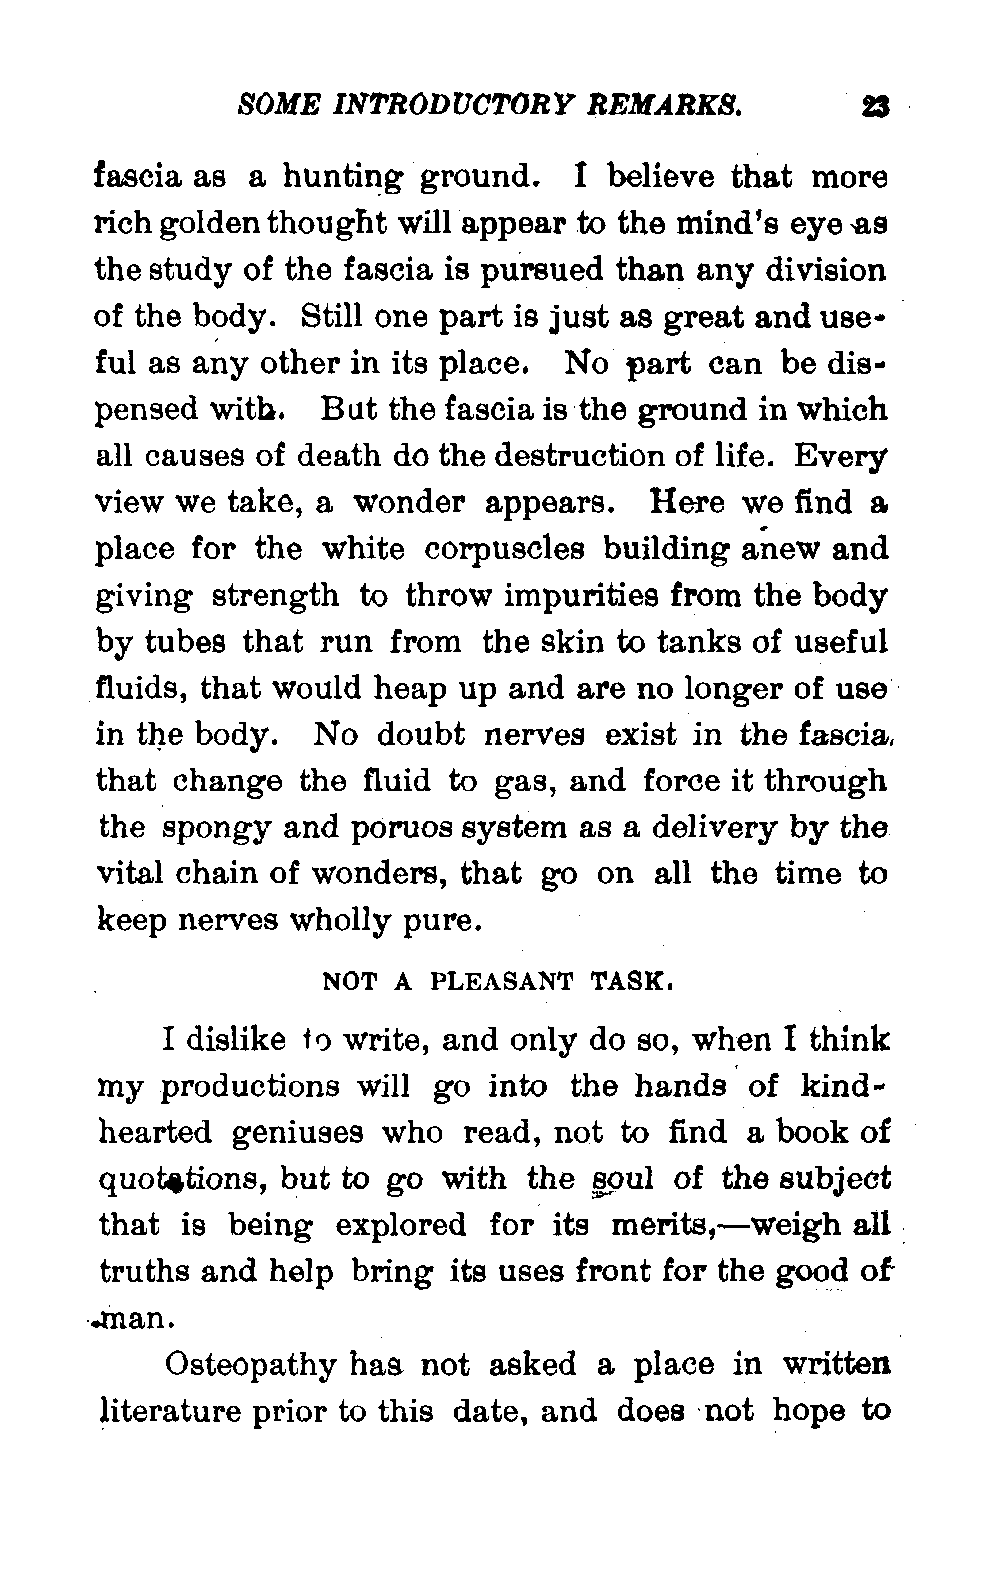 SOME INTRODUCTORY REMARKS. 23
fascia as a hunting ground. I believe that more
rich golden thought will appear to the mind's eye as
the study of the fascia is pursued than any division
of the body. Still one part is just as great and use-
ful as any other in its place. No part can be dis-
pensed with. But the fascia is the ground in which
all causes of death do the destruction of life. Every
view we take, a wonder appears. Here we find a
place for the white corpuscles building anew and
giving strength to throw impurities from the body
by tubes that run from the skin to tanks of useful
fluids, that would heap up and are no longer of use
in the body. No doubt nerves exist in the fascia,
that change the fluid to gas, and force it through
the spongy and poruos system as a delivery by the
vital chain of wonders, that go on all the time to
keep nerves wholly pure.
NOT A PLEASANT TASK.
I dislike to write, and only do so, when I think
my productions will go into the hands of kind-
hearted geniuses who read, not to find a book of
quotations, but to go with the soul of the subject
that is being explored for its merits,—weigh all
truths and help bring its uses front for the good of
man.
Osteopathy has not asked a place in written
literature prior to this date, and does not hope to